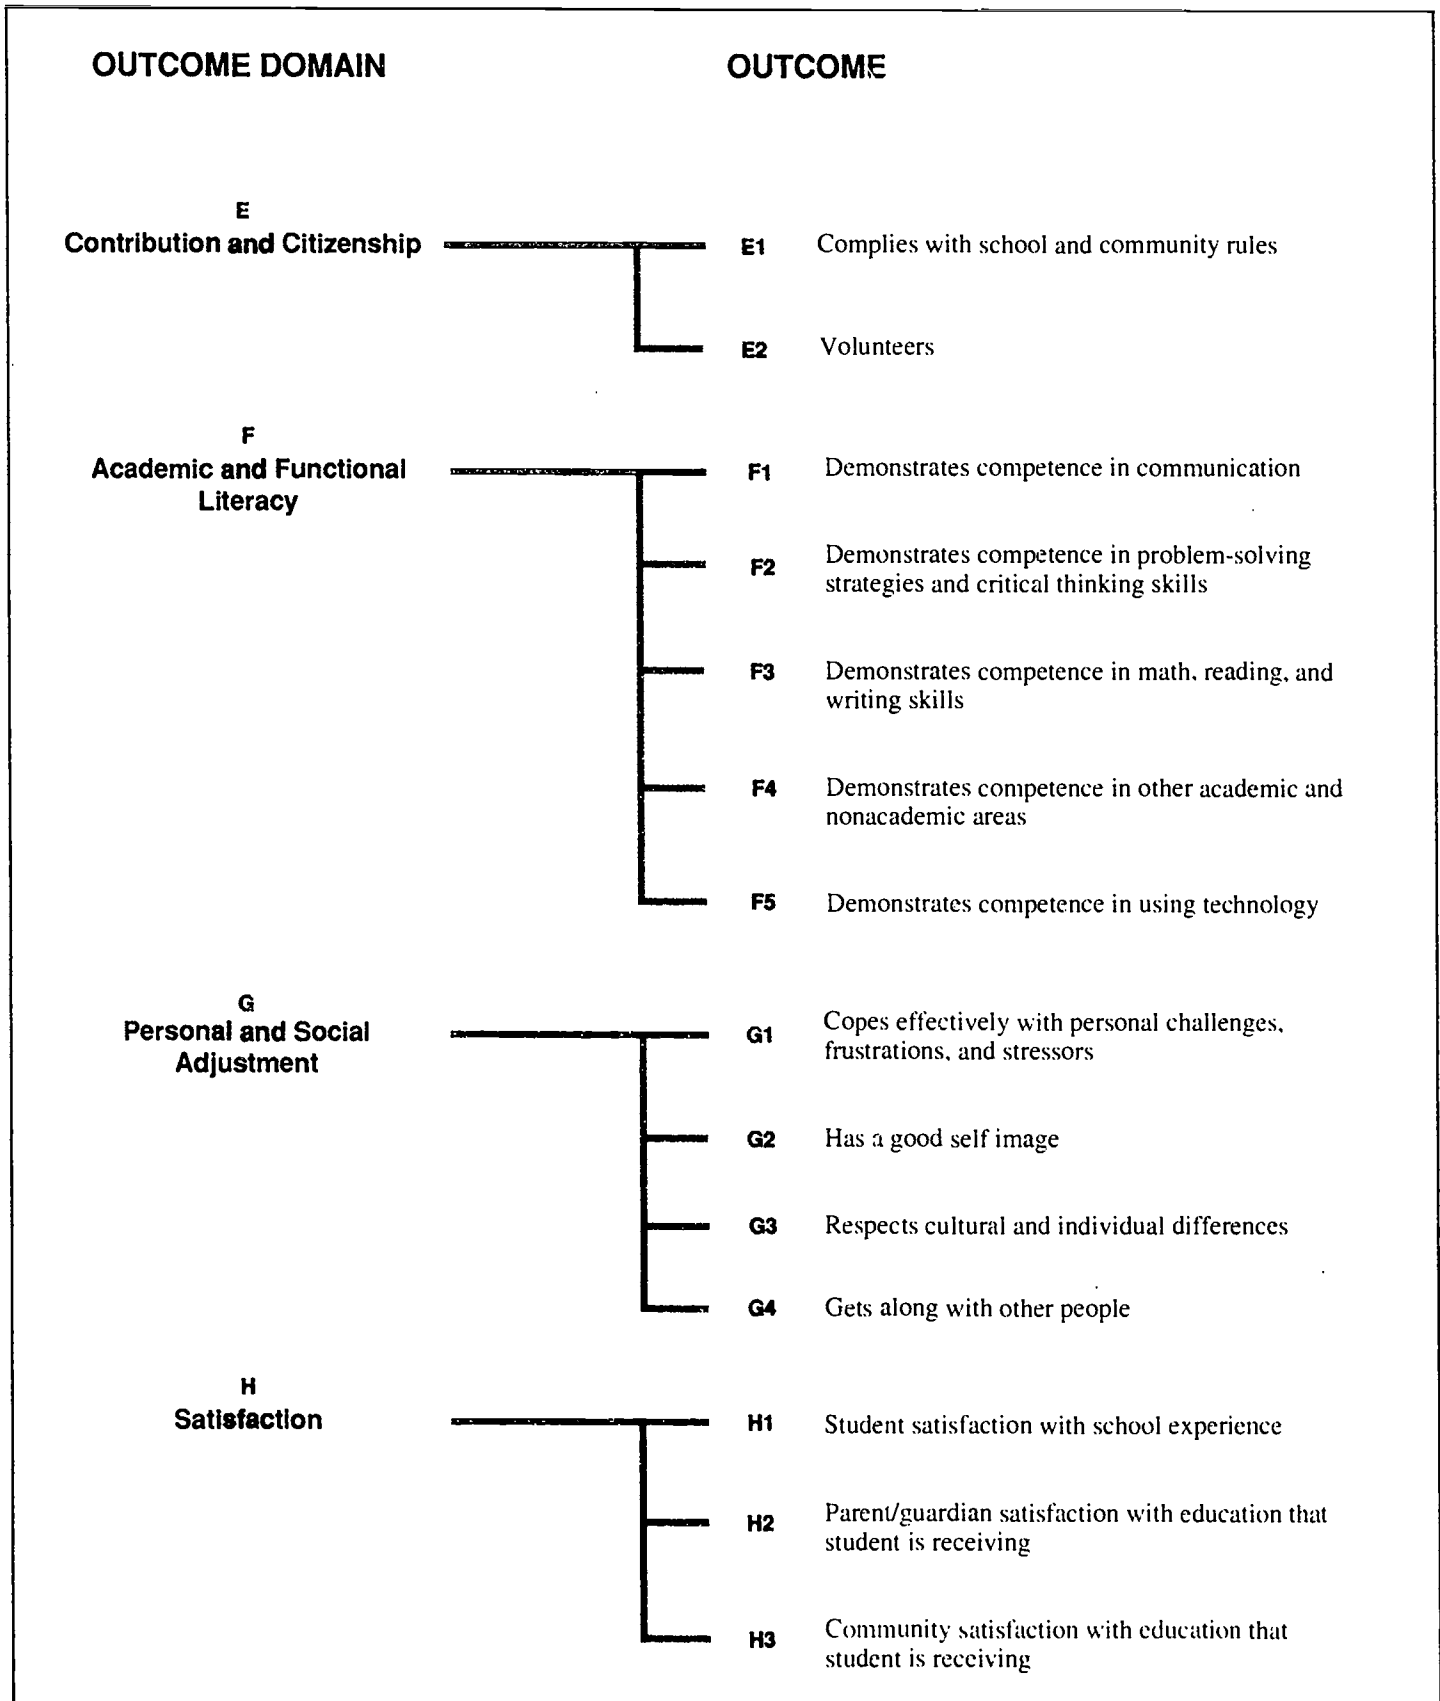 OUTCOME DOMAIN
OUTCOME
E
Contribution and Citizenship
E1 Complies with school and community rules
E2 Volunteers
F
Academic and Functional
Literacy
F1 Demonstrates competence in communication
F2 Demonstrates competence in problem-solving
strategies and critical thinking skills
F3 Demonstrates competence in math, reading, and
writing skills
F4 Demonstrates competence in other academic and
nonacademic areas
F5 Demonstrates competence in using technology
G
Personal and Social
Adjustment
G1 Copes effectively with personal challenges,
frustrations, and stressors
G2 Has a good self image
G3 Respects cultural and individual differences
G4 Gets along with other people
H
Satisfaction
H1 Student satisfaction with school experience
H2 Parent/guardian satisfaction with education that
student is receiving
H3 Community satisfaction with education that
student is receiving